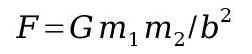 F = G m₁ m₂ / b²